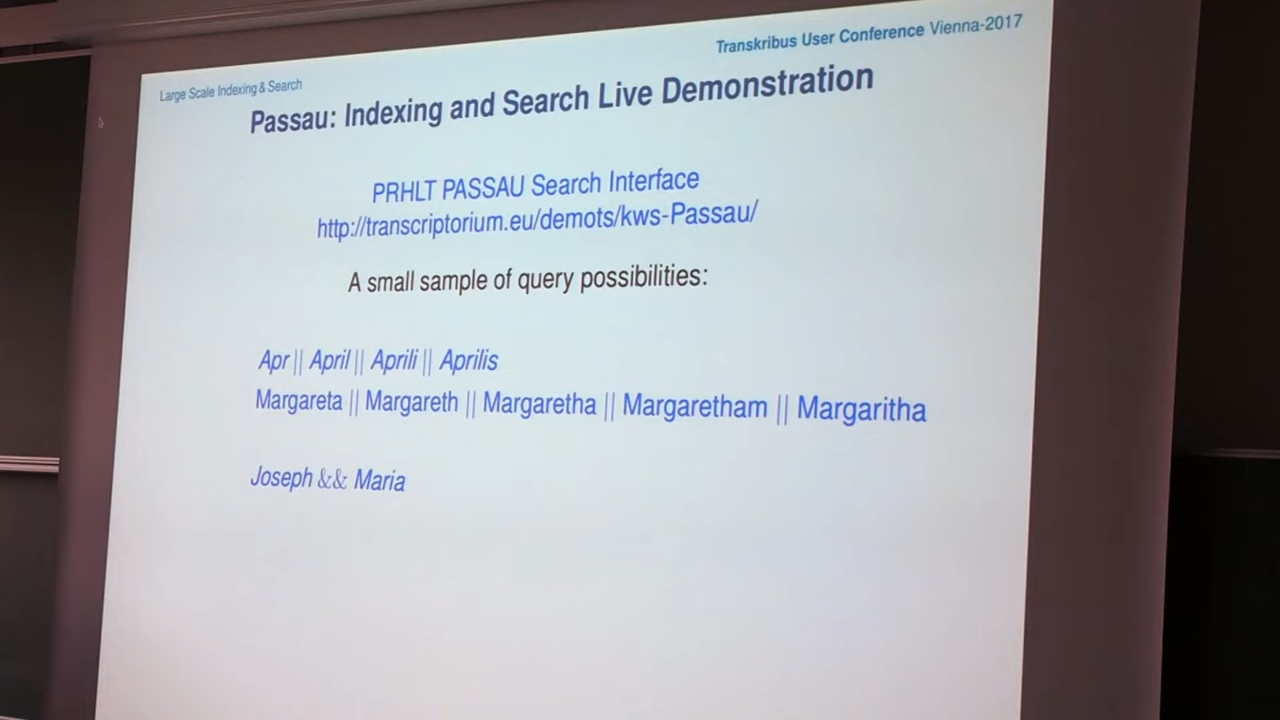 Large Scale Indexing & Search
Transkribus User Conference Vienna-2017
Passau: Indexing and Search Live Demonstration
PRHLT PASSAU Search Interface
http://transcriptorium.eu/demots/kws-Passau/
A small sample of query possibilities:
Apr || April || Aprili || Aprilis
Margareta || Margareth || Margaretha || Margaretham || Margaritha
Joseph && Maria